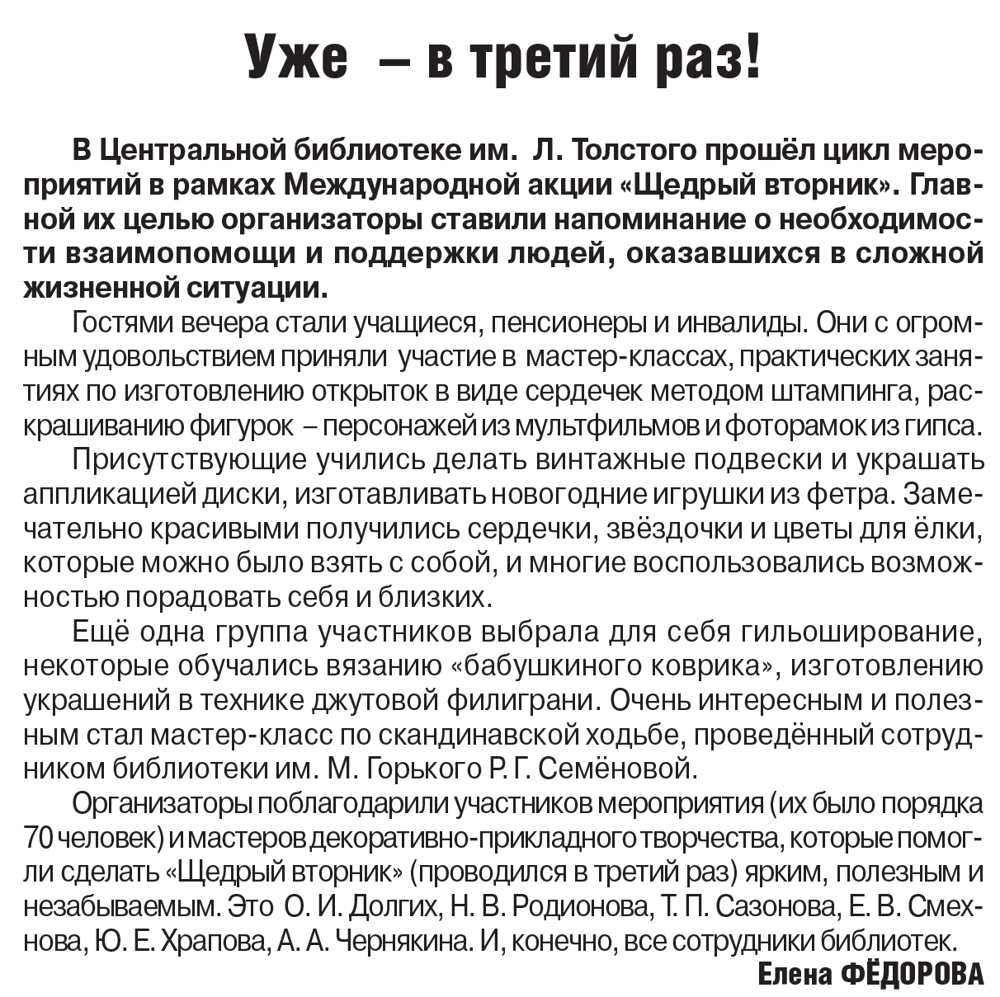 Уже – в третий раз!
В Центральной библиотеке им. Л. Толстого прошёл цикл меро-
приятий в рамках Международной акции «Щедрый вторник». Глав-
ной их целью организаторы ставили напоминание о необходимос-
ти взаимопомощи и поддержки людей, оказавшихся в сложной
жизненной ситуации.
Гостями вечера стали учащиеся, пенсионеры и инвалиды. Они с огром-
ным удовольствием приняли участие в мастер-классах, практических заня-
тиях по изготовлению открыток в виде сердечек методом штампинга, рас-
крашиванию фигурок – персонажей из мультфильмов и фоторамок из гипса.
Присутствующие учились делать винтажные подвески и украшать
аппликацией диски, изготавливать новогодние игрушки из фетра. Заме-
чательно красивыми получились сердечки, звёздочки и цветы для ёлки,
которые можно было взять с собой, и многие воспользовались возмож-
ностью порадовать себя и близких.
Ещё одна группа участников выбрала для себя гильоширование,
некоторые обучались вязанию «бабушкиного коврика», изготовлению
украшений в технике джутовой филиграни. Очень интересным и полез-
ным стал мастер-класс по скандинавской ходьбе, проведённый сотруд-
ником библиотеки им. М. Горького Р. Г. Семёновой.
Организаторы поблагодарили участников мероприятия (их было порядка
70 человек) и мастеров декоративно-прикладного творчества, которые помог-
ли сделать «Щедрый вторник» (проводился в третий раз) ярким, полезным и
незабываемым. Это О. И. Долгих, Н. В. Родионова, Т. П. Сазонова, Е. В. Смех-
нова, Ю. Е. Храпова, А. А. Чернякина. И, конечно, все сотрудники библиотек.
Елена ФЁДОРОВА